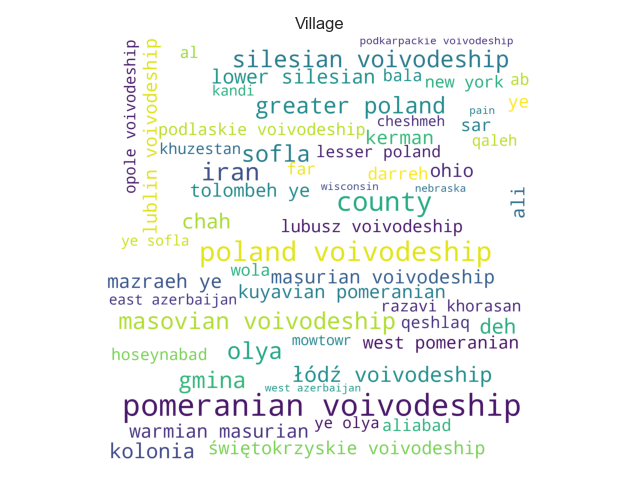 Village
podkarpackie voivodeship
al
silesian voivodeship
lower silesian
bala
new york
ab
kandi
opole voivodeship
lublin voivodeship
greater poland
pain
ye
cheshmeh
sar
podlaskie voivodeship
kerman
qaleh
khuzestan
sofla
lesser poland
iran
far
darreh
ohio
tolombeh ye
wisconsin
nebraska
county
ali
chah
lubusz voivodeship
ye sofla
poland voivodeship
wola
mazraeh ye
masurian voivodeship
east azerbaijan
kuyavian pomeranian
razavi khorasan
masovian voivodeship
qeshlaq
deh
mowtowr
west pomeranian
hoseynabad
olya
gmina
łódź voivodeship
west azerbaijan
pomeranian voivodeship
warmian masurian
ye olya
aliabad
kolonia
świętokrzyskie voivodeship